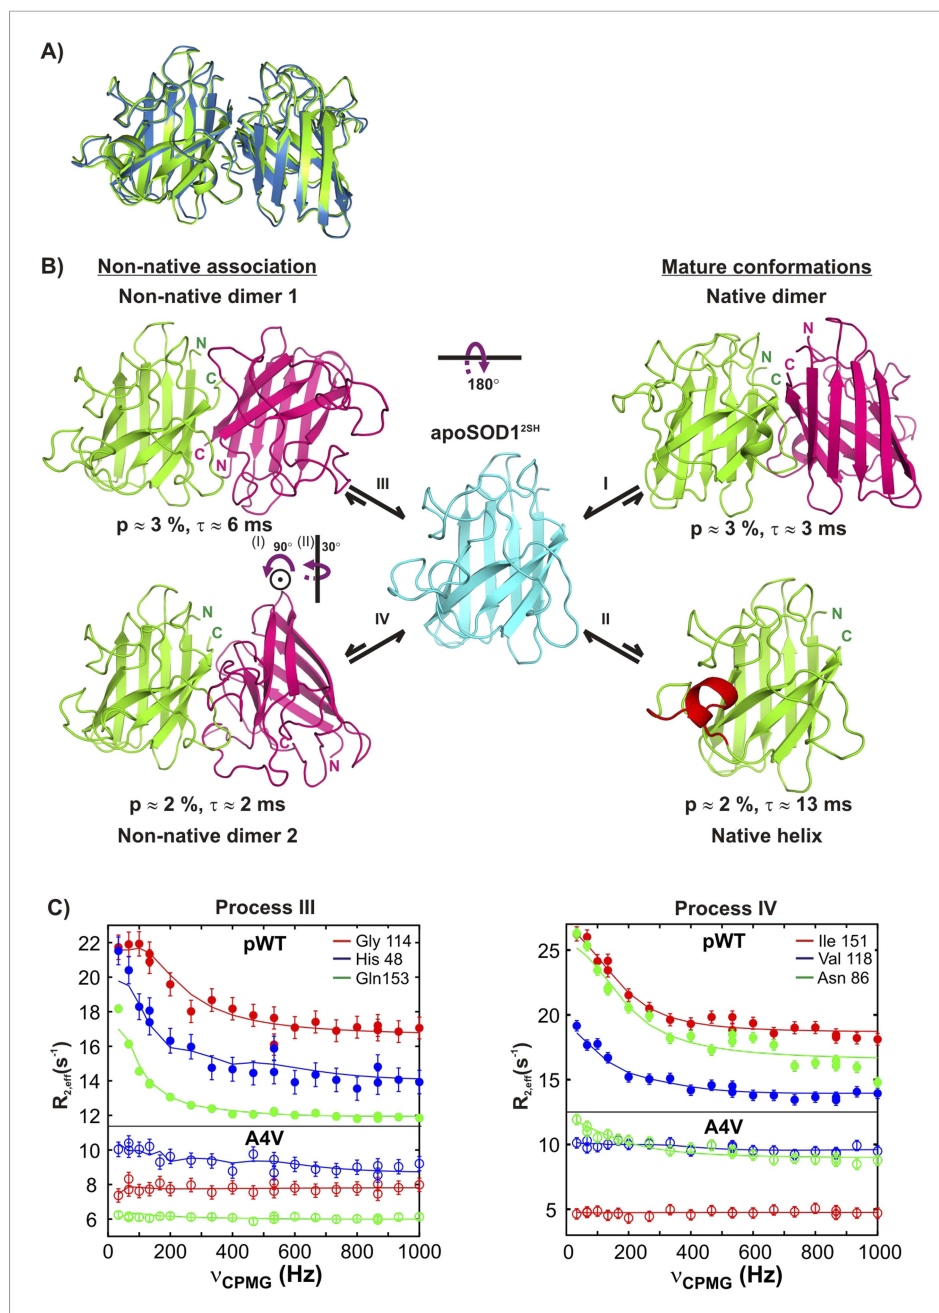 A)
B)
Non-native association
Mature conformations
Non-native dimer 1
Native dimer
N
C
C
N
180°
N
N
C
C
apoSOD1²ˢᴴ
III
I
p ≈ 3 %, τ ≈ 6 ms
p ≈ 3 %, τ ≈ 3 ms
(I) 90° (II) 30°
N
C
C
N
IV
II
N
C
p ≈ 2 %, τ ≈ 2 ms
p ≈ 2 %, τ ≈ 13 ms
Non-native dimer 2
Native helix
C)
Process III
pWT
Gly 114
His 48
Gln153
22
20
18
16
14
12
A4V
10
8
6
R2,eff(s⁻¹)
0 200 400 600 800 1000
νCPMG (Hz)
Process IV
pWT
Ile 151
Val 118
Asn 86
25
20
15
10
5
R2,eff(s⁻¹)
A4V
0 200 400 600 800 1000
νCPMG (Hz)